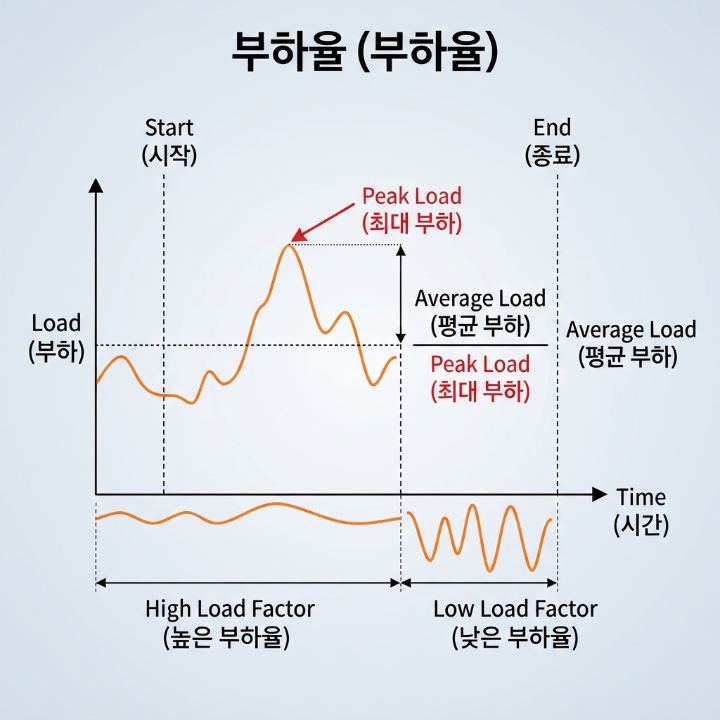 부하율 (부하율)
Start
(시작)
End
(종료)
Peak Load
(최대 부하)
Load
(부하)
Average Load
(평균 부하)
Peak Load
(최대 부하)
Average Load
(평균 부하)
Time
(시간)
High Load Factor
(높은 부하율)
Low Load Factor
(낮은 부하율)